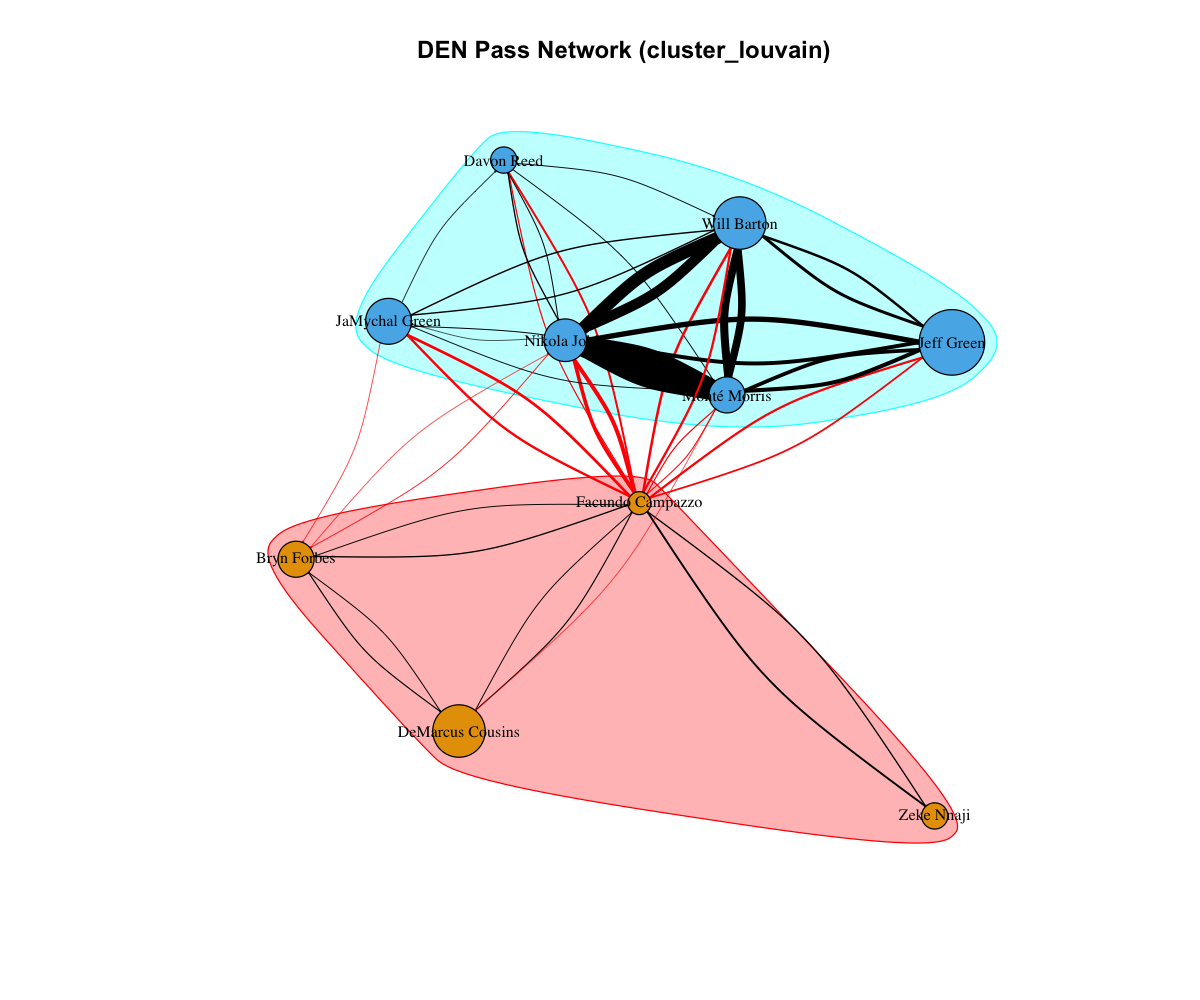 DEN Pass Network (cluster_louvain)
Davon Reed
Will Barton
JaMychal Green
Nikola Jo
Jeff Green
Monté Morris
Facundo Campazzo
Bryn Forbes
DeMarcus Cousins
Zeke Nnaji